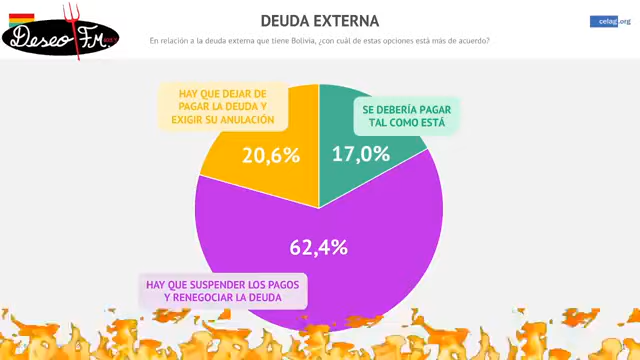 DEUDA EXTERNA
En relación a la deuda externa que tiene Bolivia, ¿con cuál de estas opciones está más de acuerdo?
Deseo F.M.
celag.org
HAY QUE DEJAR DE
PAGAR LA DEUDA Y
EXIGIR SU ANULACIÓN
SE DEBERÍA PAGAR
TAL COMO ESTÁ
20,6%
17,0%
62,4%
HAY QUE SUSPENDER LOS PAGOS
Y RENEGOCIAR LA DEUDA